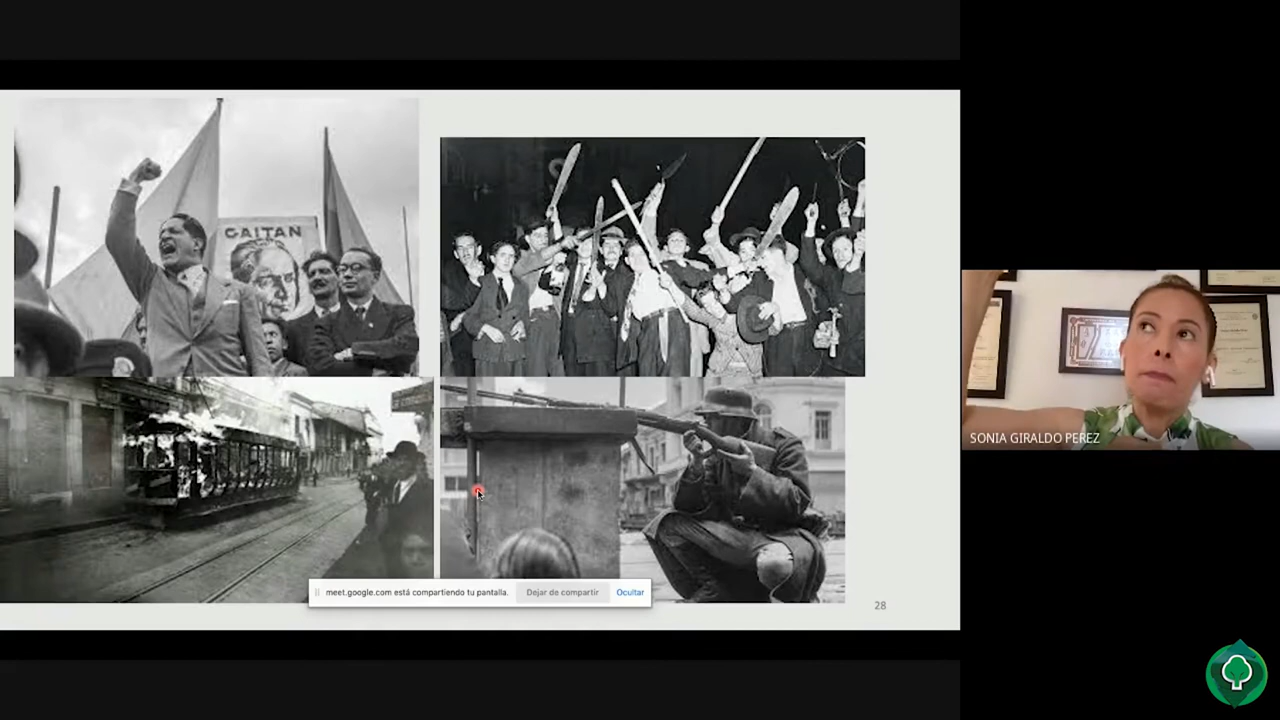 GAITAN
SONIA GIRALDO PEREZ
meet.google.com está compartiendo tu pantalla.
Dejar de compartir
Ocultar
28